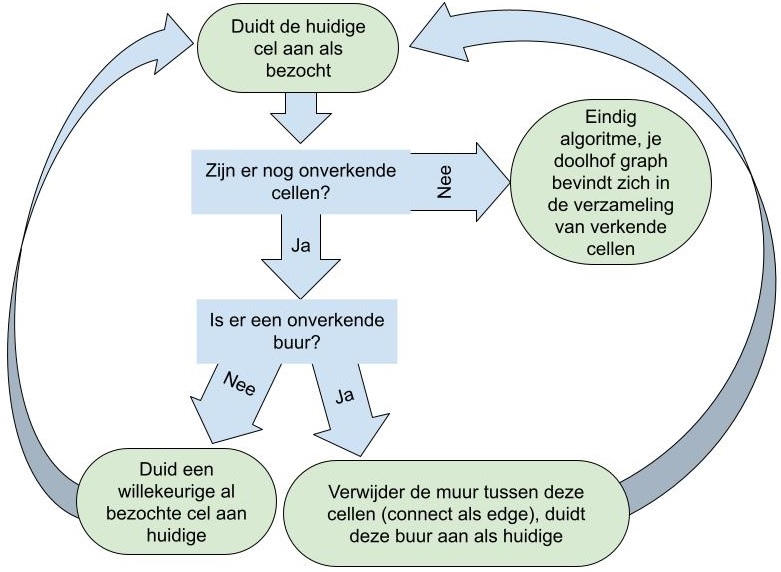 Duidt de huidige
cel aan als
bezocht
Zijn er nog onverkende
cellen?
Nee
Eindig
algoritme, je
doolhof graph
bevindt zich in
de verzameling
van verkende
cellen
Ja
Is er een onverkende
buur?
Nee
Ja
Duid een
willekeurige al
bezochte cel aan
huidige
Verwijder de muur tussen deze
cellen (connect als edge), duidt
deze buur aan als huidige